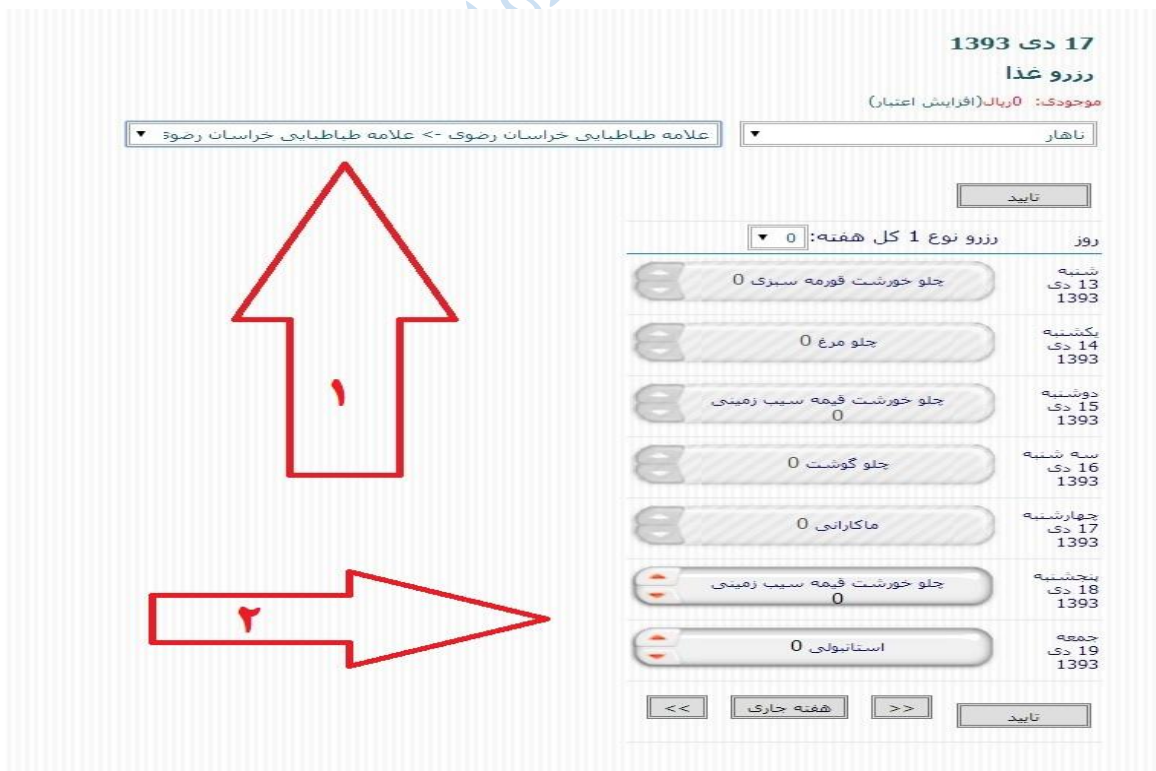 17 دی 1393
رزرو غذا
موجودی: 0ریال(افزایش اعتبار)
ناهار
علامه طباطبایی خراسان رضوی -> علامه طباطبایی خراسان رضوی
تایید
روز رزرو نوع 1 کل هفته: 0
شنبه
13 دی
1393
چلو خورشت قورمه سبزی 0
یکشنبه
14 دی
1393
چلو مرغ 0
دوشنبه
15 دی
1393
چلو خورشت قیمه سیب زمینی
0
سه شنبه
16 دی
1393
چلو گوشت 0
چهارشنبه
17 دی
1393
ماکارانی 0
پنجشنبه
18 دی
1393
چلو خورشت قیمه سیب زمینی
0
جمعه
19 دی
1393
استانبولی 0
تایید
>>
هفته جاری
<<
۱
۲